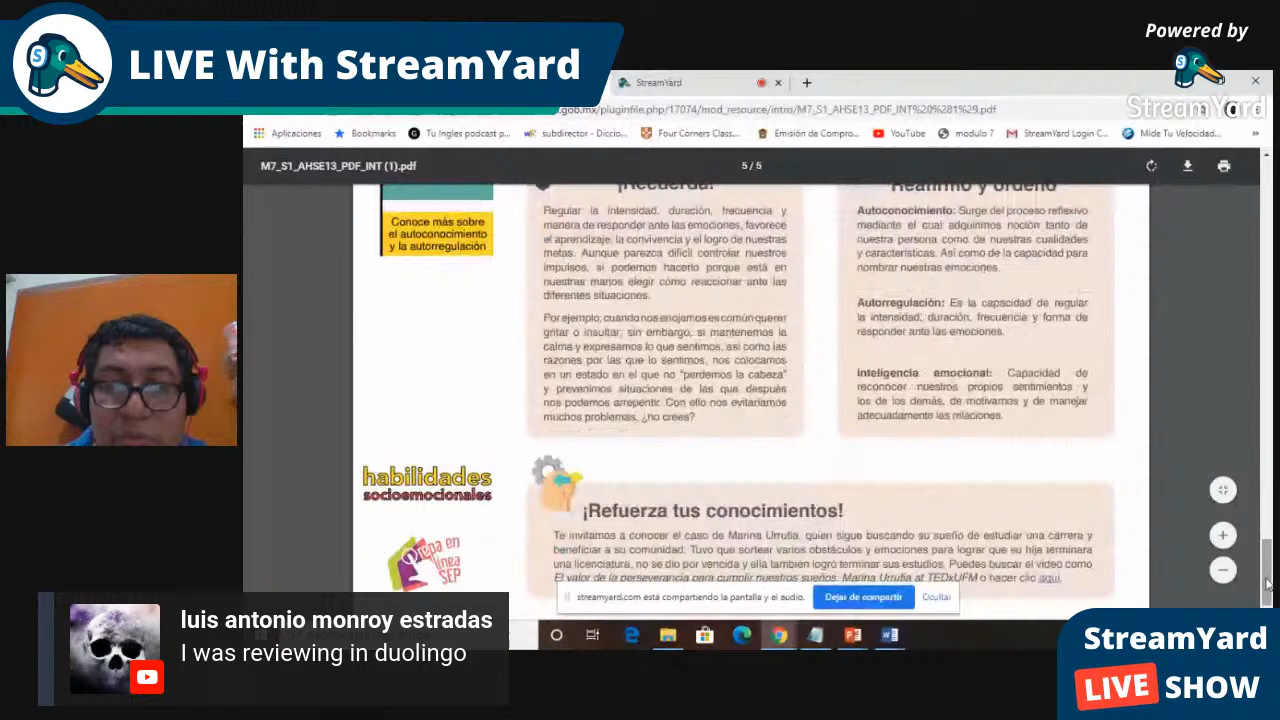 LIVE With StreamYard
Powered by
StreamYard
StreamYard
.gob.mx/pluginfile.php/17074/mod_resource/intro/M7_S1_AHSE13_PDF_INT%20%281%29.pdf
Aplicaciones Bookmarks Tu Ingles podcast p... subdirector - Diccio... Four Corners Class... Emisión de Compro... YouTube modulo 7 StreamYard Login C... Mide Tu Velocidad... »
M7_S1_AHSE13_PDF_INT (1).pdf 5 / 5
¡Recuerda!
Reafirmo y ordeno
Conoce más sobre
el autoconocimiento
y la autorregulación
Regular la intensidad, duración, frecuencia y
manera de responder ante las emociones, favorece
el aprendizaje, la convivencia y el logro de nuestras
metas. Aunque parezca difícil controlar nuestros
impulsos, si podemos hacerlo porque está en
nuestras manos elegir cómo reaccionar ante las
diferentes situaciones.
Por ejemplo, cuando nos enojamos es común querer
gritar o insultar, sin embargo, si mantenemos la
calma y expresamos lo que sentimos, así como las
razones por las que lo sentimos, nos colocamos
en un estado en el que no "perdemos la cabeza"
y prevenimos situaciones de las que después
nos podemos arrepentir. Con ello nos evitaríamos
muchos problemas, ¿no crees?
Autoconocimiento: Surge del proceso reflexivo
mediante el cual adquirimos noción tanto de
nuestra persona como de nuestras cualidades
y características. Así como de la capacidad para
nombrar nuestras emociones.
Autorregulación: Es la capacidad de regular
la intensidad, duración, frecuencia y forma de
responder ante las emociones.
Inteligencia emocional: Capacidad de
reconocer nuestros propios sentimientos y
los de los demás, de motivarnos y de manejar
adecuadamente las relaciones.
habilidades
socioemocionales
Prepa en
línea
SEP
¡Refuerza tus conocimientos!
Te invitamos a conocer el caso de Marina Urrutia, quien sigue buscando su sueño de estudiar una carrera y
beneficiar a su comunidad. Tuvo que sortear varios obstáculos y emociones para lograr que su hija terminara
una licenciatura, no se dio por vencida y ella también logró terminar sus estudios. Puedes buscar el video como
El valor de la perseverancia para cumplir nuestros sueños. Marina Urrutia at TEDxUFM o hacer clic aquí.
streamyard.com está compartiendo la pantalla y el audio. Dejar de compartir Ocultar
luis antonio monroy estradas
I was reviewing in duolingo
StreamYard
LIVE SHOW